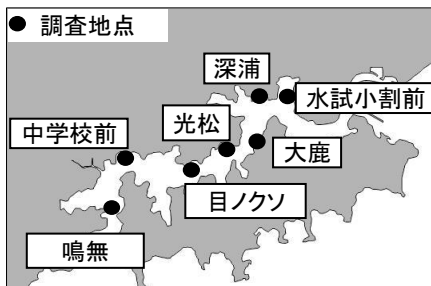 ● 調査地点
深浦
水試小割前
光松
中学校前
大鹿
目ノクソ
鳴無